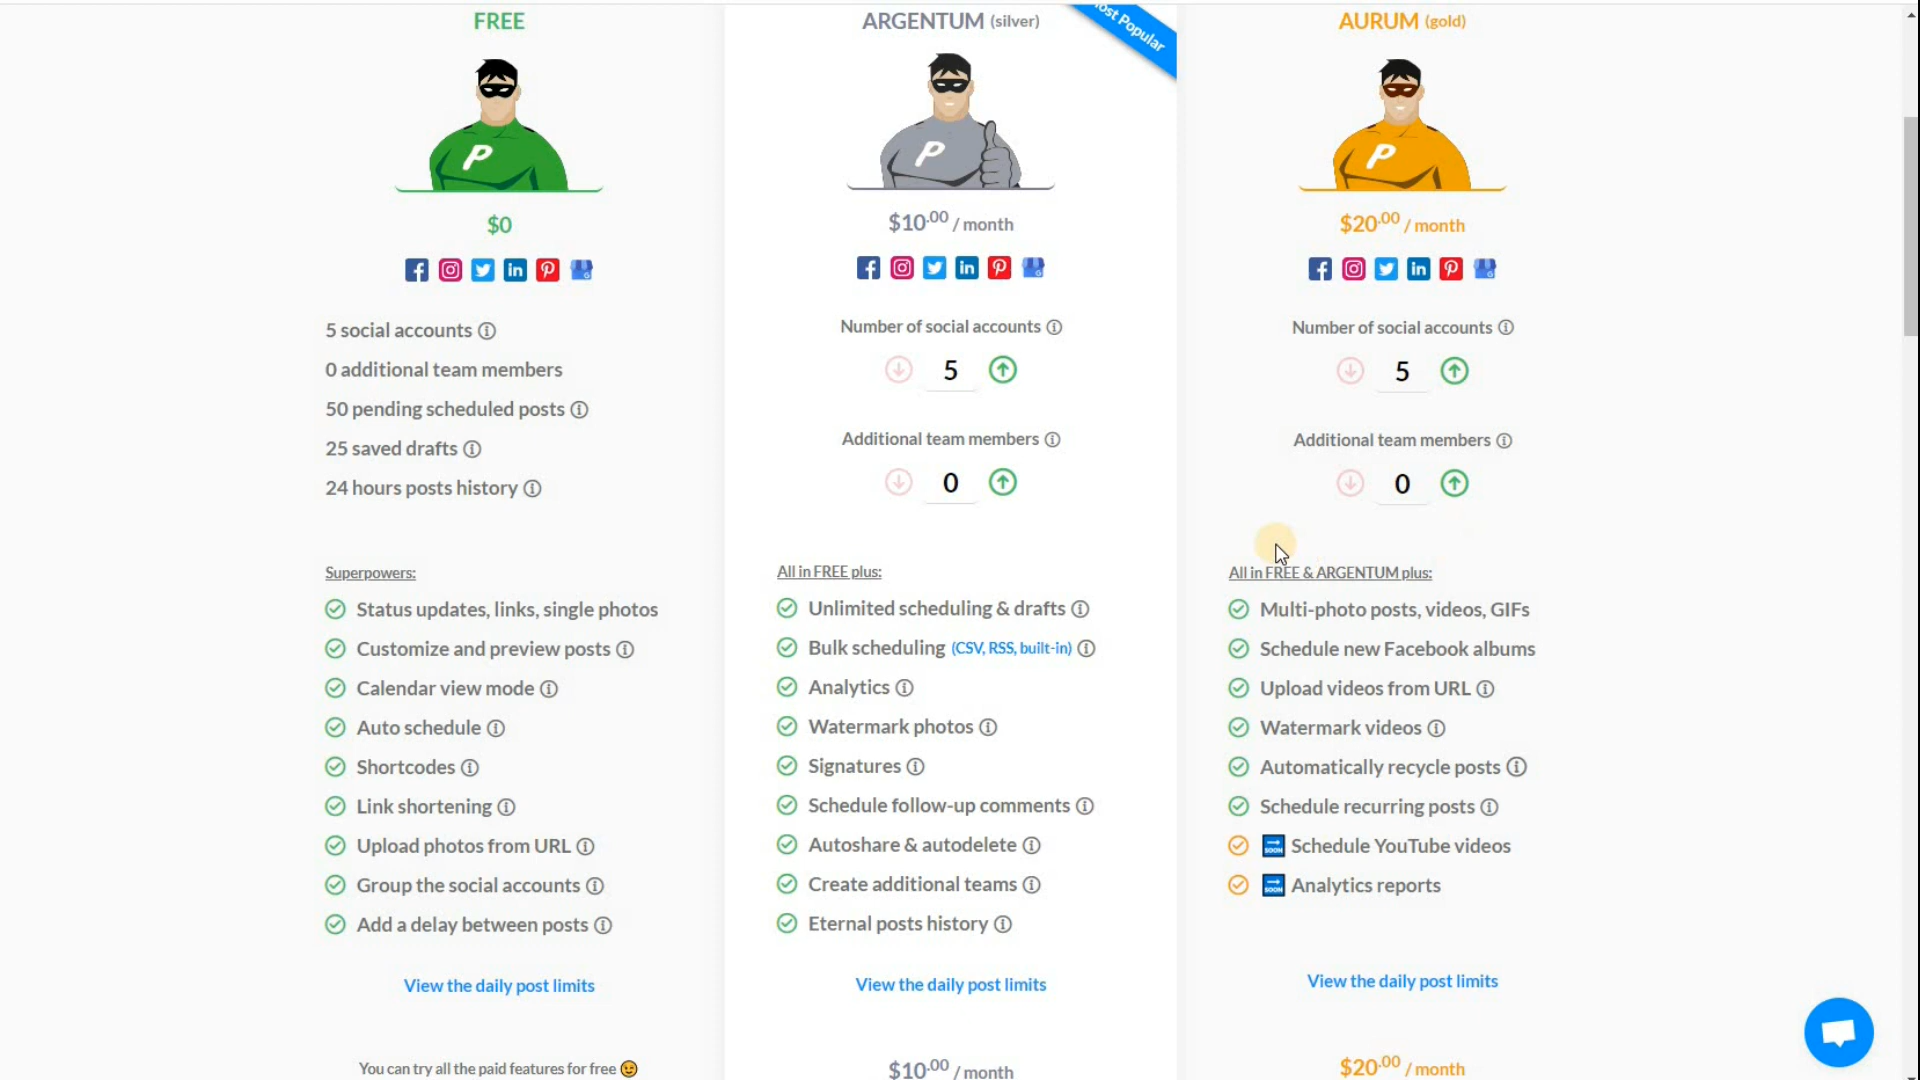 FREE
P
$0
5 social accounts
0 additional team members
50 pending scheduled posts
25 saved drafts
24 hours posts history
Superpowers:
Status updates, links, single photos
Customize and preview posts
Calendar view mode
Auto schedule
Shortcodes
Link shortening
Upload photos from URL
Group the social accounts
Add a delay between posts
View the daily post limits
You can try all the paid features for free 😉
ARGENTUM (silver)
Most Popular
P
$10.00 / month
Number of social accounts
5
Additional team members
0
All in FREE plus:
Unlimited scheduling & drafts
Bulk scheduling (CSV, RSS, built-in)
Analytics
Watermark photos
Signatures
Schedule follow-up comments
Autoshare & autodelete
Create additional teams
Eternal posts history
View the daily post limits
$10.00 / month
AURUM (gold)
P
$20.00 / month
Number of social accounts
5
Additional team members
0
All in FREE & ARGENTUM plus:
Multi-photo posts, videos, GIFs
Schedule new Facebook albums
Upload videos from URL
Watermark videos
Automatically recycle posts
Schedule recurring posts
SOON Schedule YouTube videos
SOON Analytics reports
View the daily post limits
$20.00 / month